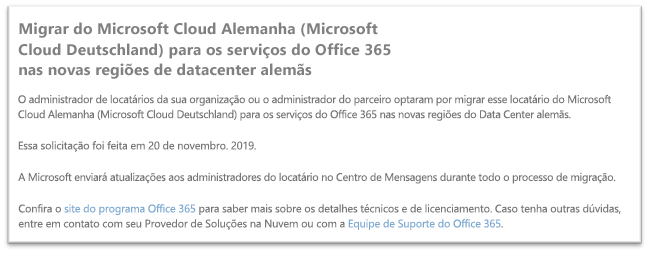 Migrar do Microsoft Cloud Alemanha (Microsoft
Cloud Deutschland) para os serviços do Office 365
nas novas regiões de datacenter alemãs
O administrador de locatários da sua organização ou o administrador do parceiro optaram por migrar esse locatário do Microsoft
Cloud Alemanha (Microsoft Cloud Deutschland) para os serviços do Office 365 nas novas regiões do Data Center alemãs.
Essa solicitação foi feita em 20 de novembro. 2019.
A Microsoft enviará atualizações aos administradores do locatário no Centro de Mensagens durante todo o processo de migração.
Confira o site do programa Office 365 para saber mais sobre os detalhes técnicos e de licenciamento. Caso tenha outras dúvidas,
entre em contato com seu Provedor de Soluções na Nuvem ou com a Equipe de Suporte do Office 365.